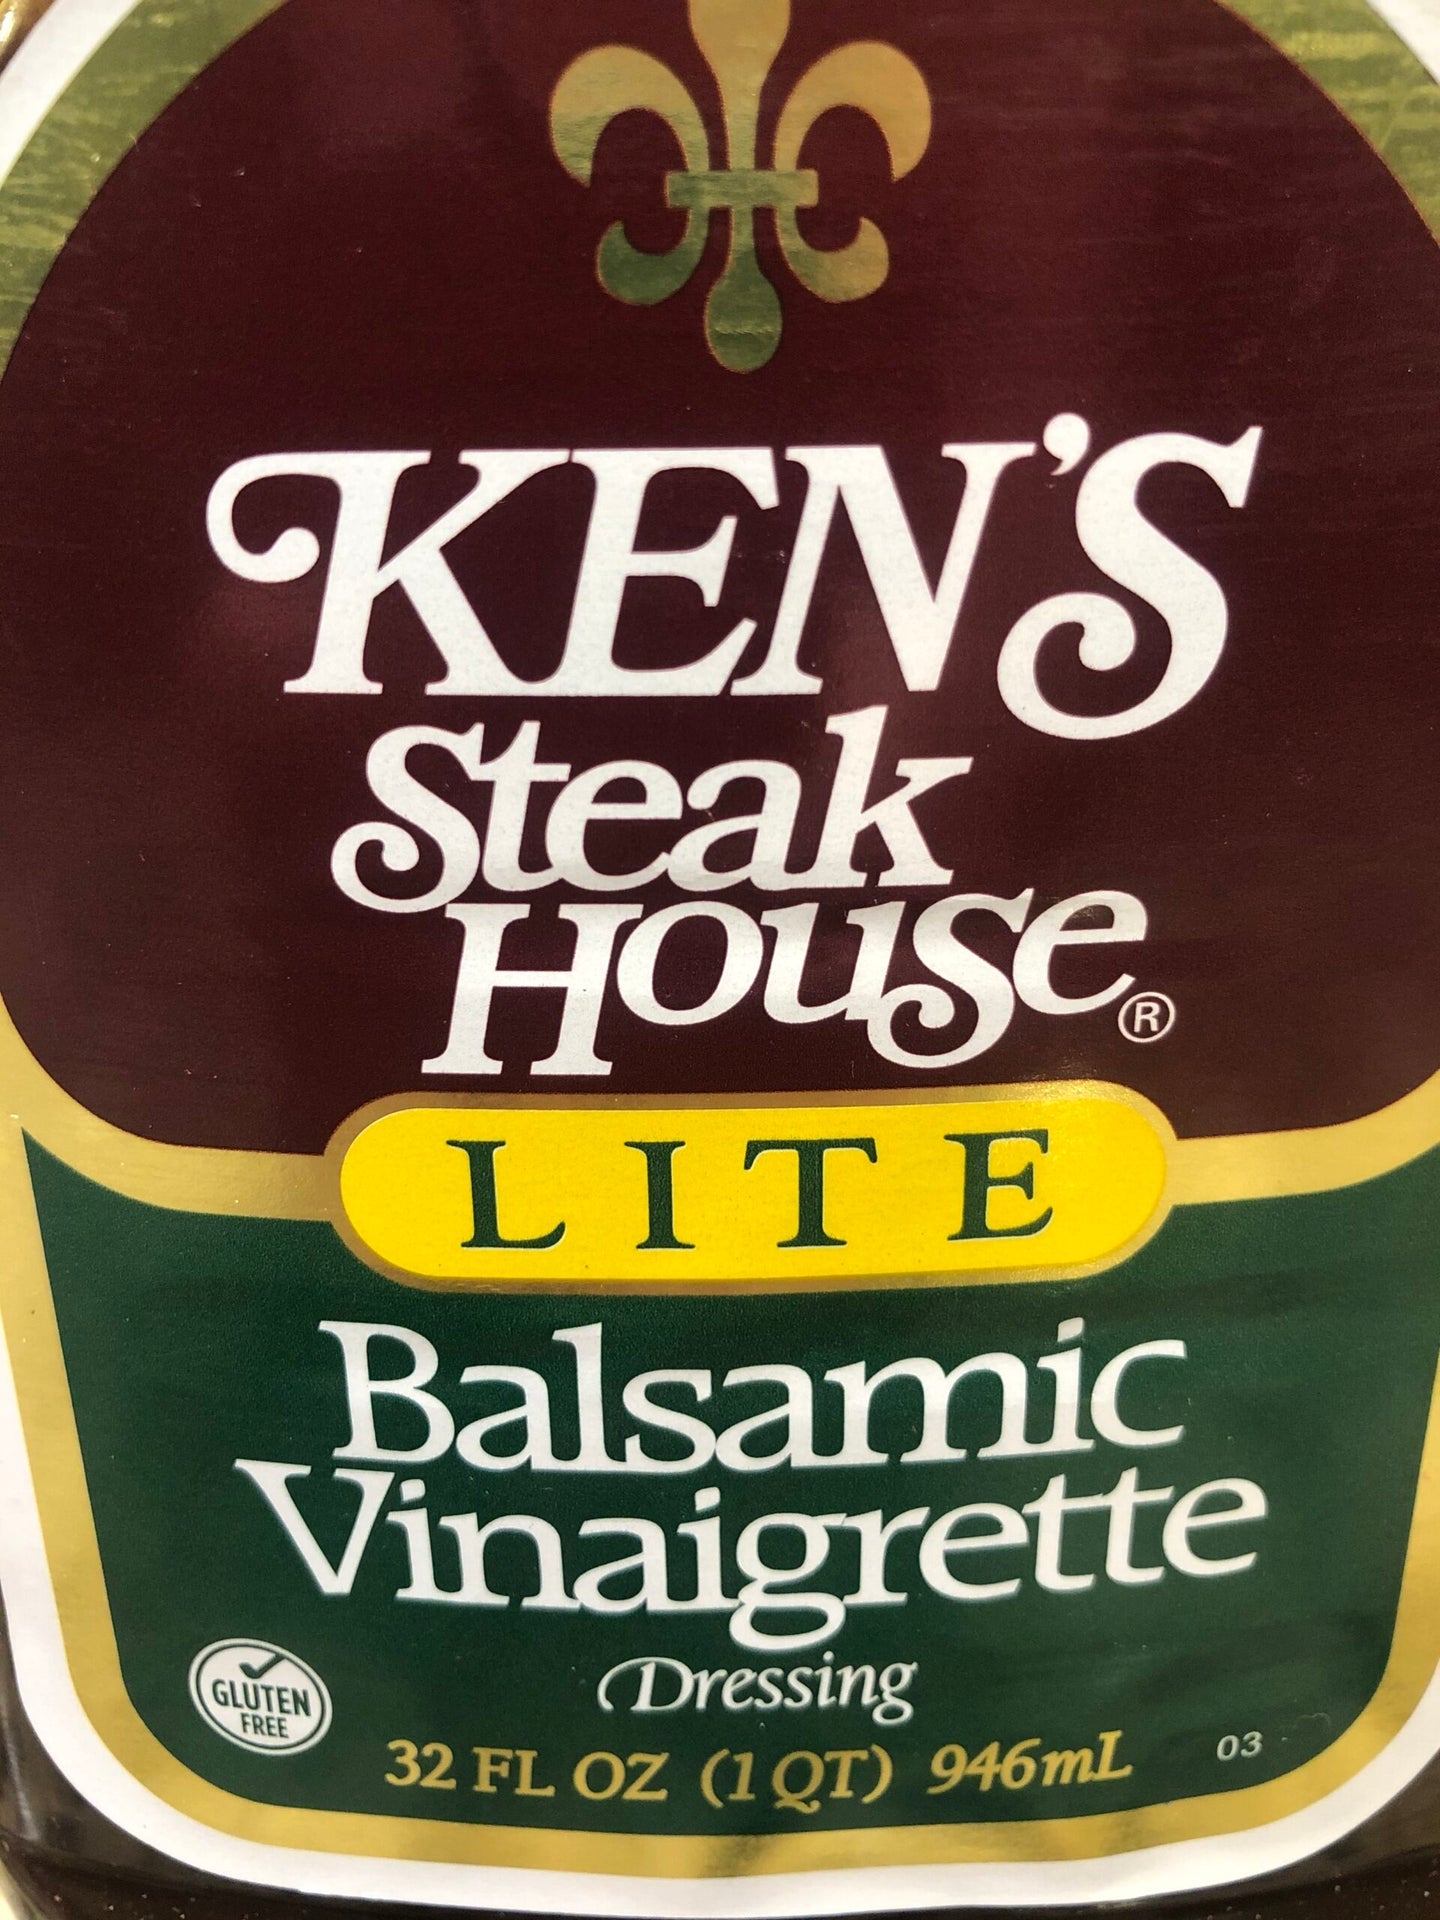 KEN'S
Steak
House®
LITE
Balsamic
Vinaigrette
Dressing
GLUTEN
FREE
32 FL OZ (1 QT) 946mL
03